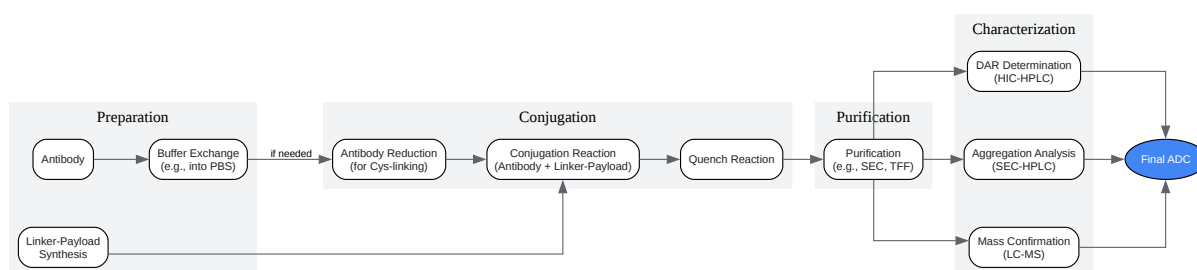 Preparation
Antibody
Buffer Exchange
(e.g., into PBS)
Linker-Payload
Synthesis
if needed
Conjugation
Antibody Reduction
(for Cys-linking)
Conjugation Reaction
(Antibody + Linker-Payload)
Quench Reaction
Purification
Purification
(e.g., SEC, TFF)
Characterization
DAR Determination
(HIC-HPLC)
Aggregation Analysis
(SEC-HPLC)
Mass Confirmation
(LC-MS)
Final ADC